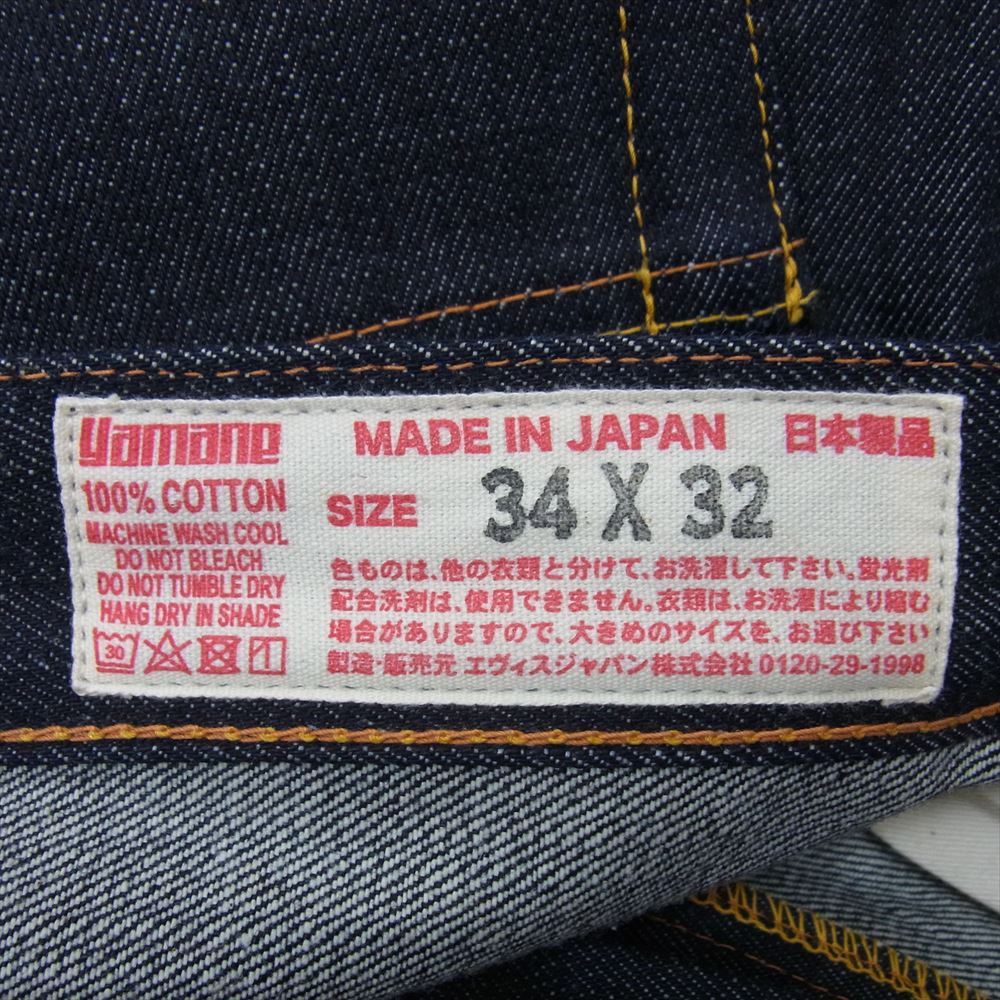 Yamane
MADE IN JAPAN 日本製品
100% COTTON
MACHINE WASH COOL
DO NOT BLEACH
DO NOT TUMBLE DRY
HANG DRY IN SHADE
30
SIZE 34 X 32
色ものは、他の衣類と分けて、お洗濯して下さい。蛍光剤
配合洗剤は、使用できません。衣類は、お洗濯により縮む
場合がありますので、大きめのサイズを、お選び下さい
製造・販売元 エヴィスジャパン株式会社 0120-29-1998